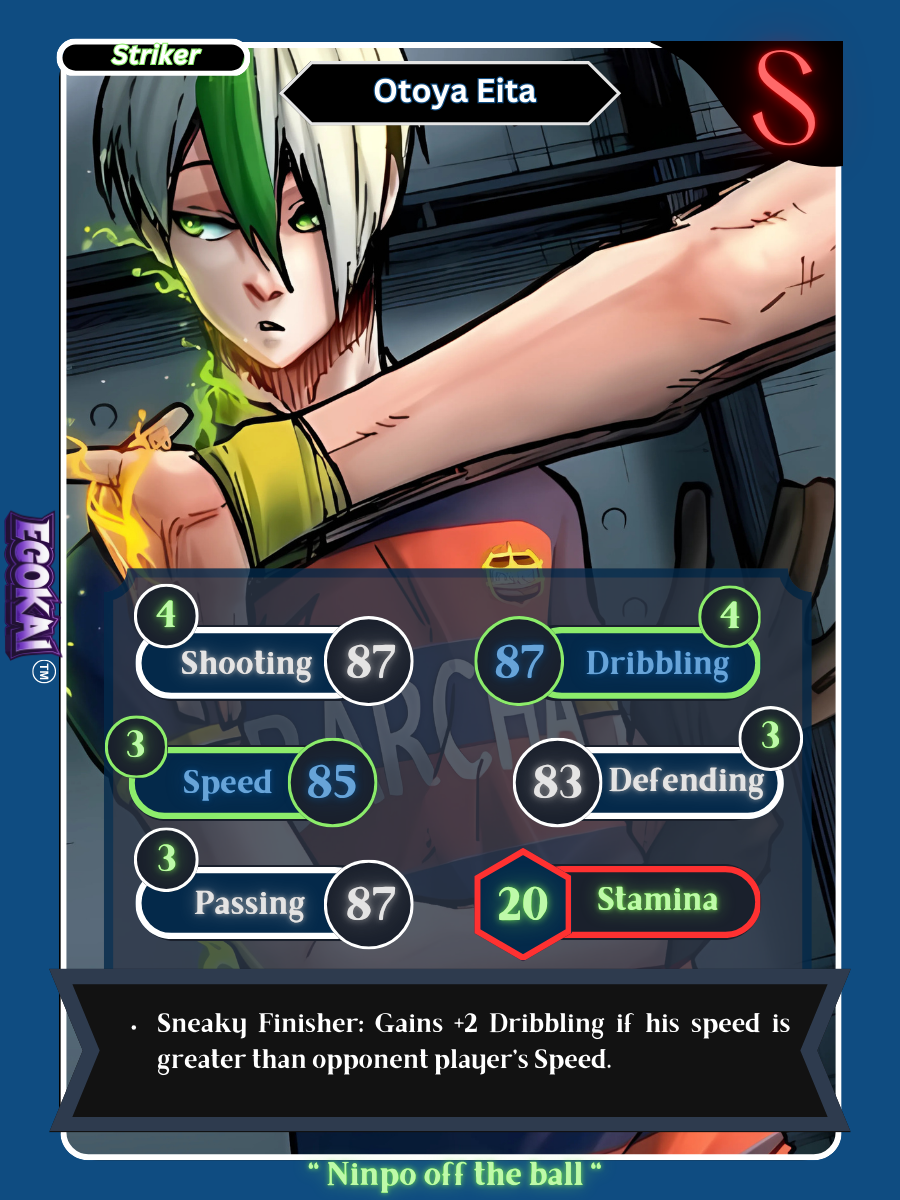 Striker
Otoya Eita
S
EGOKAI
TM
BARCHA
4
Shooting 87
4
87 Dribbling
3
Speed 85
3
83 Defending
3
Passing 87
20 Stamina
• Sneaky Finisher: Gains +2 Dribbling if his speed is
greater than opponent player's Speed.
“ Ninpo off the ball “